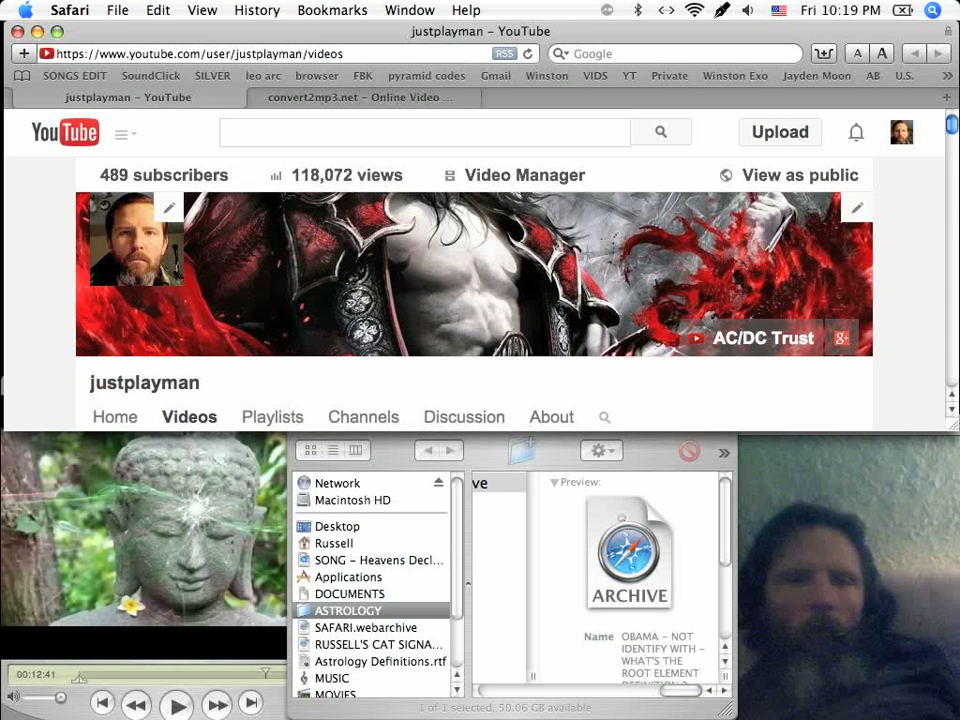 Safari File Edit View History Bookmarks Window Help Fri 10:19 PM
justplayman – YouTube
https://www.youtube.com/user/justplayman/videos RSS Google A A
SONGS EDIT SoundClick SILVER leo arc browser FBK pyramid codes Gmail Winston VIDS YT Private Winston Exo Jayden Moon AB U.S.
justplayman – YouTube convert2mp3.net – Online Video ...
YouTube Upload
489 subscribers 118,072 views Video Manager View as public
AC/DC Trust g+
justplayman
Home Videos Playlists Channels Discussion About
Network
Macintosh HD
Desktop
Russell
SONG – Heavens Decl...
Applications
DOCUMENTS
ASTROLOGY
SAFARI.webarchive
RUSSELL'S CAT SIGNA...
Astrology Definitions.rtf
MUSIC
MOVIES
ve
Preview:
ARCHIVE
Name OBAMA – NOT
IDENTIFY WITH –
WHAT'S THE
ROOT ELEMENT
1 of 1 selected, 50.06 GB available
00:12:41